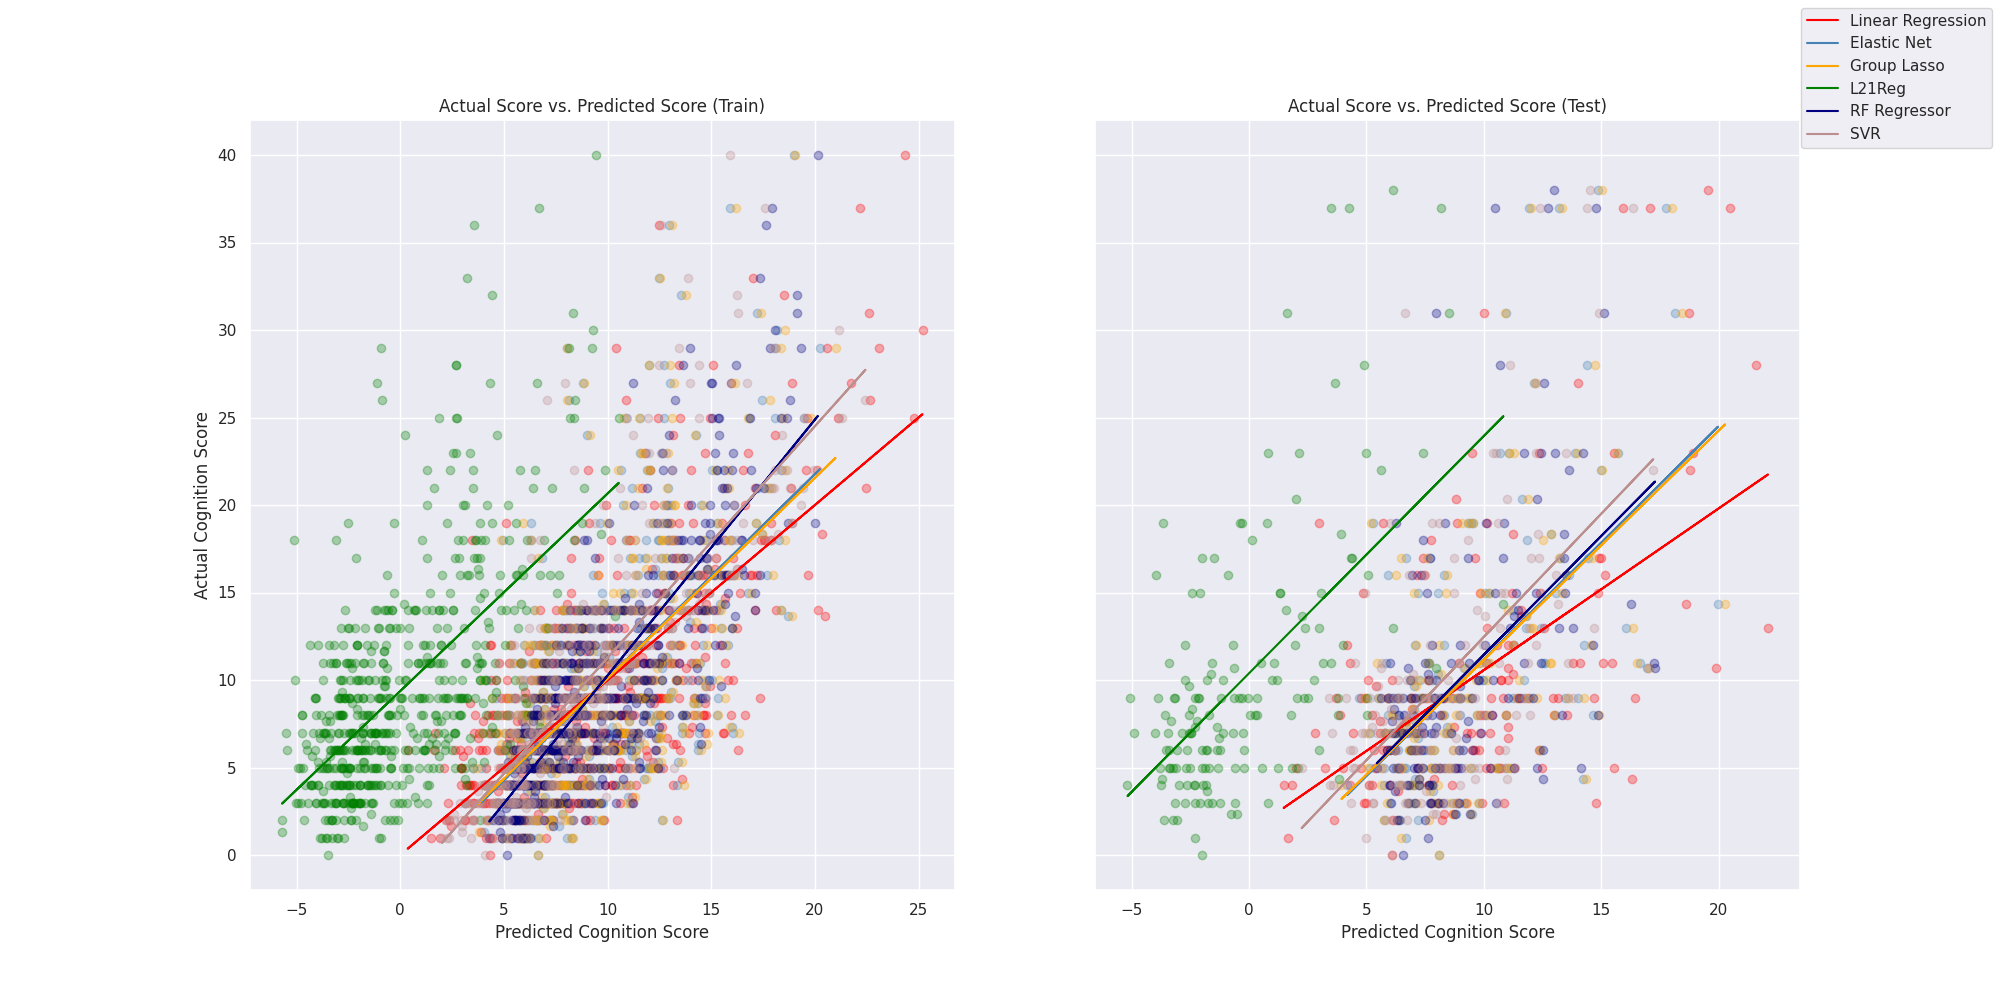 Linear Regression
Elastic Net
Group Lasso
L21Reg
RF Regressor
SVR
Actual Score vs. Predicted Score (Train)
Actual Cognition Score
40
35
30
25
20
15
10
5
0
−5 0 5 10 15 20 25
Predicted Cognition Score
Actual Score vs. Predicted Score (Test)
−5 0 5 10 15 20
Predicted Cognition Score